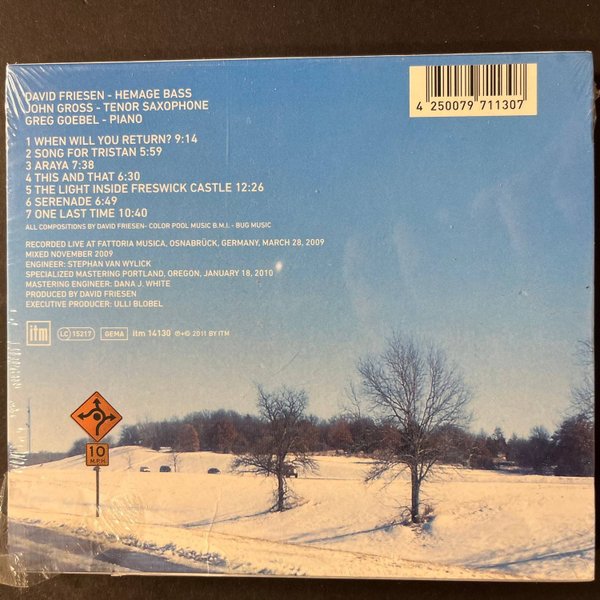 DAVID FRIESEN - HEMAGE BASS
JOHN GROSS - TENOR SAXOPHONE
GREG GOEBEL - PIANO
1 WHEN WILL YOU RETURN? 9:14
2 SONG FOR TRISTAN 5:59
3 ARAYA 7:38
4 THIS AND THAT 6:30
5 THE LIGHT INSIDE FRESWICK CASTLE 12:26
6 SERENADE 6:49
7 ONE LAST TIME 10:40
ALL COMPOSITIONS BY DAVID FRIESEN- COLOR POOL MUSIC B.M.I. - BUG MUSIC
RECORDED LIVE AT FATTORIA MUSICA, OSNABRÜCK, GERMANY, MARCH 28, 2009
MIXED NOVEMBER 2009
ENGINEER: STEPHAN VAN WYLICK
SPECIALIZED MASTERING PORTLAND, OREGON, JANUARY 18, 2010
MASTERING ENGINEER: DANA J. WHITE
PRODUCED BY DAVID FRIESEN
EXECUTIVE PRODUCER: ULLI BLOBEL
itm LC 15217 GEMA itm 14130 ℗+© 2011 BY ITM
4 250079 711307
10
M.P.H.